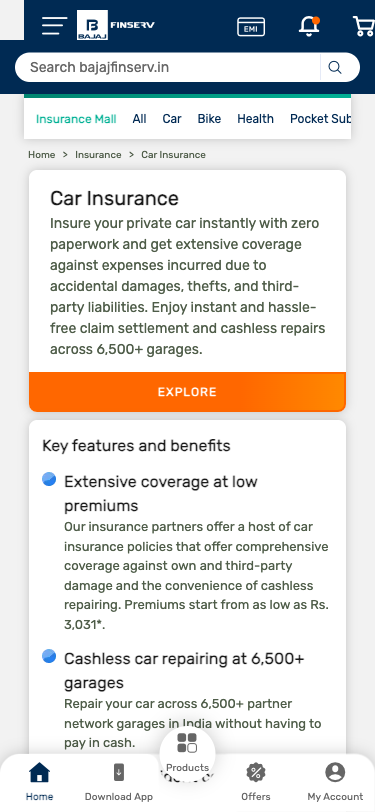 BAJAJ
FINSERV
EMI
Search bajajfinserv.in
Insurance Mall All Car Bike Health Pocket Sub
Home > Insurance > Car Insurance
Car Insurance
Insure your private car instantly with zero
paperwork and get extensive coverage
against expenses incurred due to
accidental damages, thefts, and third-
party liabilities. Enjoy instant and hassle-
free claim settlement and cashless repairs
across 6,500+ garages.
EXPLORE
Key features and benefits
Extensive coverage at low
premiums
Our insurance partners offer a host of car
insurance policies that offer comprehensive
coverage against own and third-party
damage and the convenience of cashless
repairing. Premiums start from as low as Rs.
3,031*.
Cashless car repairing at 6,500+
garages
Repair your car across 6,500+ partner
network garages in India without having to
pay in cash.
Home
Download App
Products
Offers
My Account